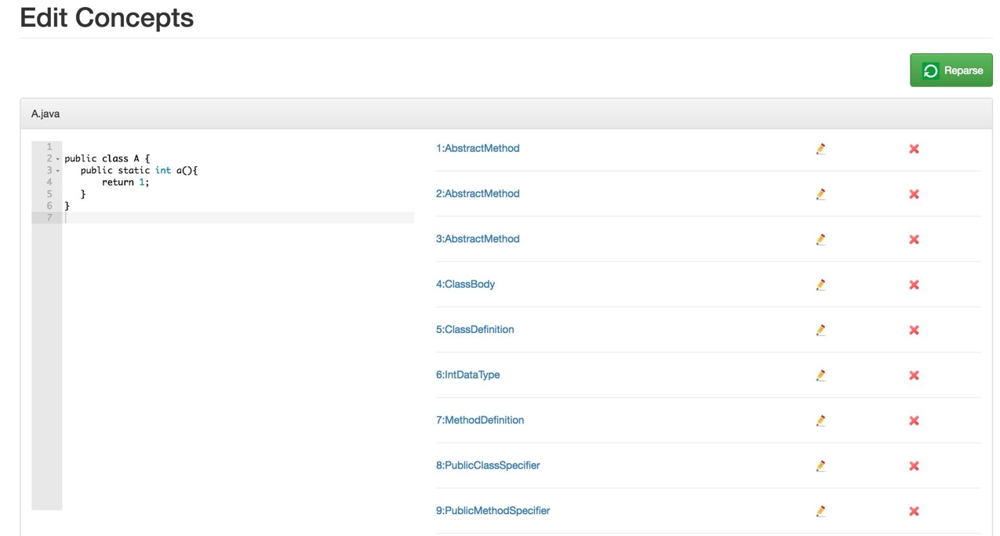 Edit Concepts
Reparse
A.java
1
2 public class A {
3 public static int a(){
4 return 1;
5 }
6 }
7
1:AbstractMethod
2:AbstractMethod
3:AbstractMethod
4:ClassBody
5:ClassDefinition
6:IntDataType
7:MethodDefinition
8:PublicClassSpecifier
9:PublicMethodSpecifier